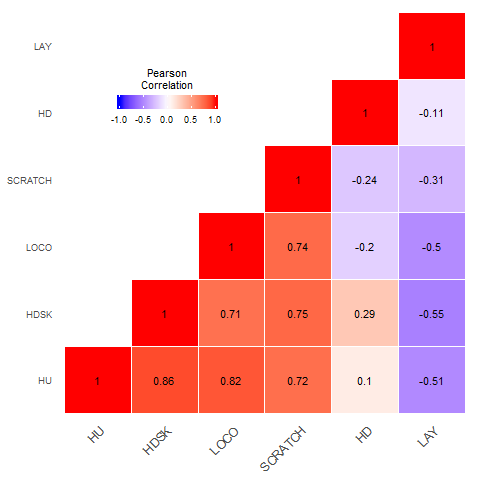 LAY
1
Pearson
Correlation
-1.0 -0.5 0.0 0.5 1.0
HD
1 -0.11
SCRATCH
1 -0.24 -0.31
LOCO
1 0.74 -0.2 -0.5
HDSK
1 0.71 0.75 0.29 -0.55
HU
1 0.86 0.82 0.72 0.1 -0.51
HU HDSK LOCO SCRATCH HD LAY